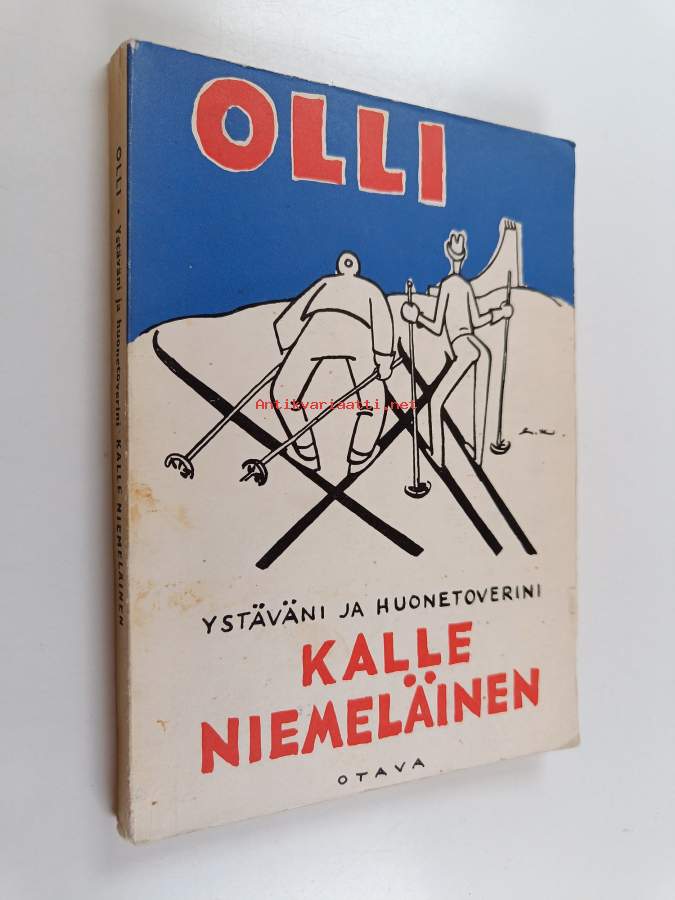 OLLI
YSTÄVÄNI JA HUONETOVERINI
KALLE
NIEMELÄINEN
OTAVA
OLLI • Ystäväni ja huonetoverini KALLE NIEMELÄINEN
Antikvariaatti.net